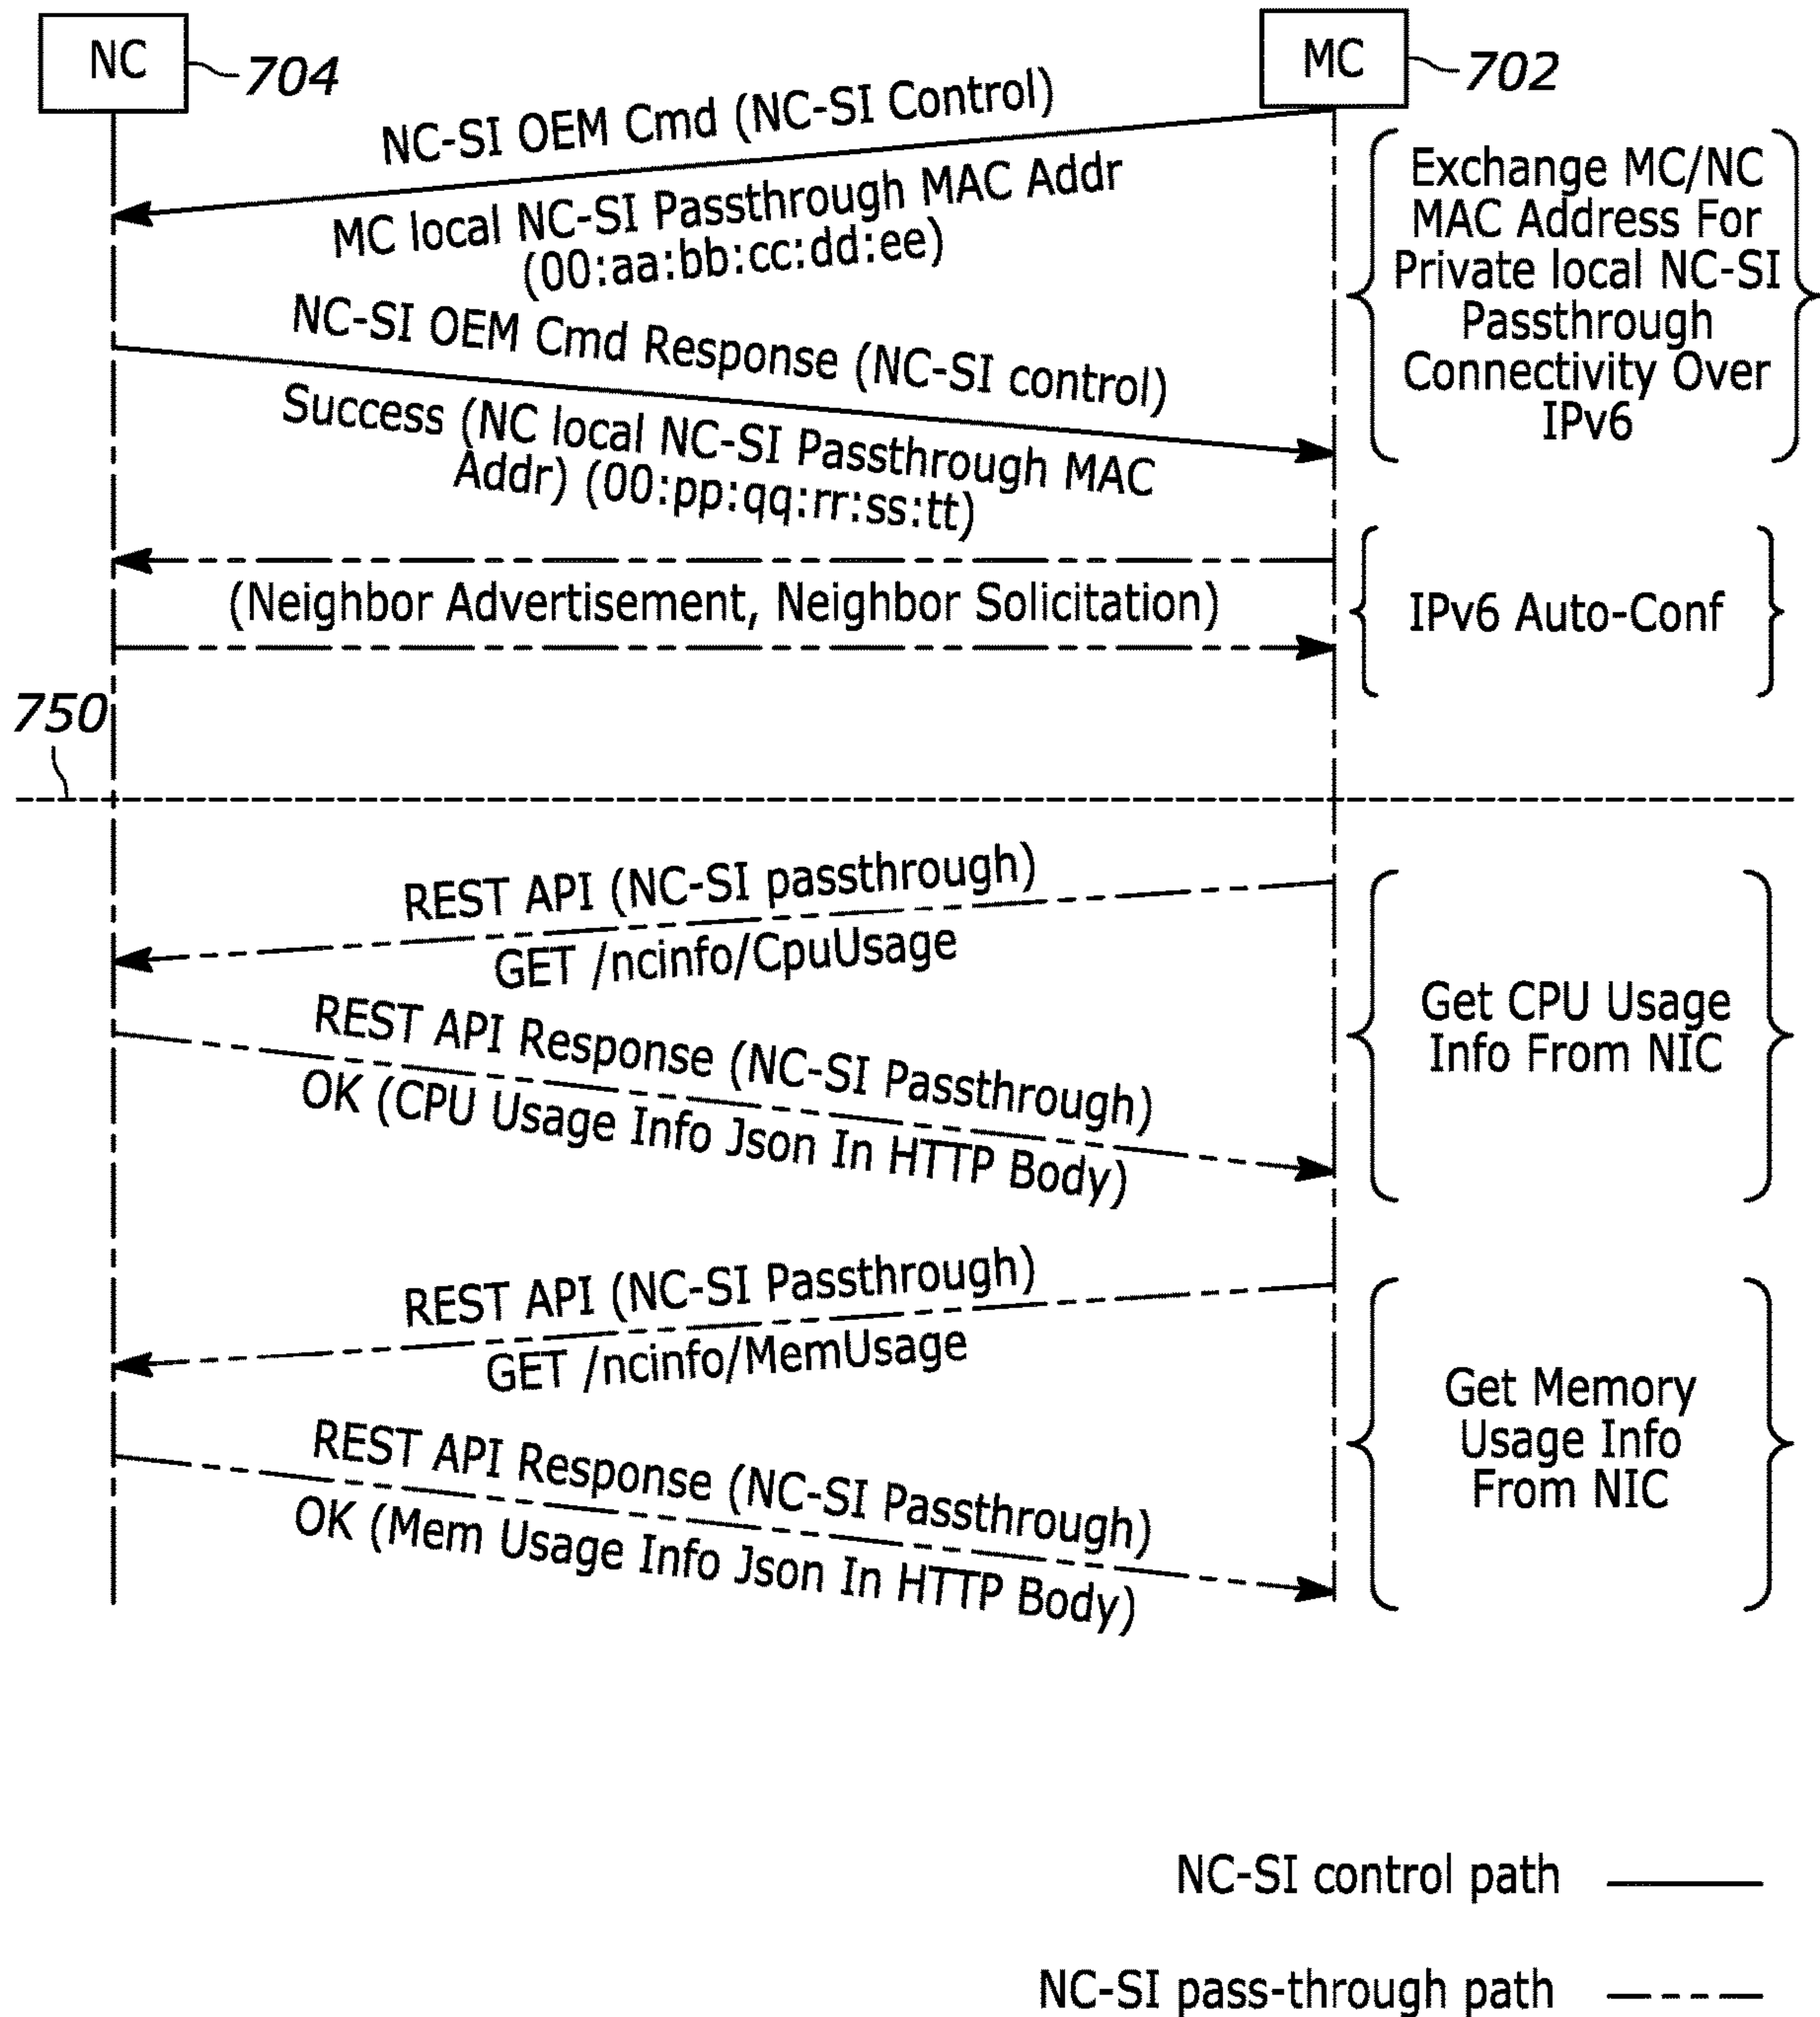 NC
704
MC
702
NC-SI OEM Cmd (NC-SI Control)
MC local NC-SI Passthrough MAC Addr
(00:aa:bb:cc:dd:ee)
Exchange MC/NC
MAC Address For
Private local NC-SI
Passthrough
Connectivity Over
IPv6
NC-SI OEM Cmd Response (NC-SI control)
Success (NC local NC-SI Passthrough MAC
Addr) (00:pp:qq:rr:ss:tt)
(Neighbor Advertisement, Neighbor Solicitation)
IPv6 Auto-Conf
750
REST API (NC-SI passthrough)
GET /ncinfo/CpuUsage
REST API Response (NC-SI Passthrough)
OK (CPU Usage Info Json In HTTP Body)
Get CPU Usage
Info From NIC
REST API (NC-SI Passthrough)
GET /ncinfo/MemUsage
REST API Response (NC-SI Passthrough)
OK (Mem Usage Info Json In HTTP Body)
Get Memory
Usage Info
From NIC
NC-SI control path
NC-SI pass-through path